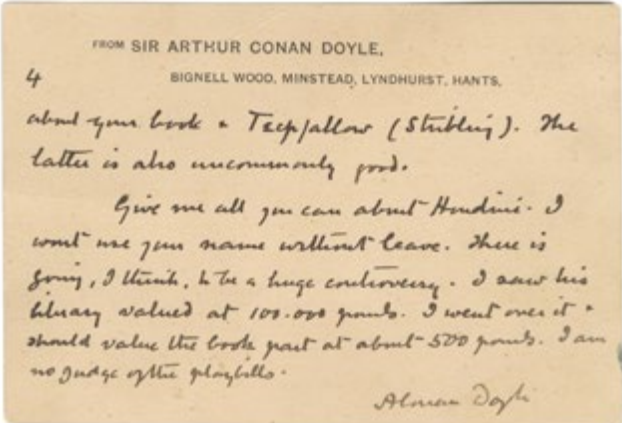 FROM SIR ARTHUR CONAN DOYLE,
4 BIGNELL WOOD, MINSTEAD, LYNDHURST, HANTS.
about your book & Teeftallow (Stribling). The
latter is also uncommonly good.
Give me all you can about Houdini. I
wont use your name without leave. There is
going, I think, to be a huge controversy. I saw his
library valued at 100.000 pounds. I went over it &
should value the book part at about 500 pounds. I am
no judge of the playbills.
A Conan Doyle